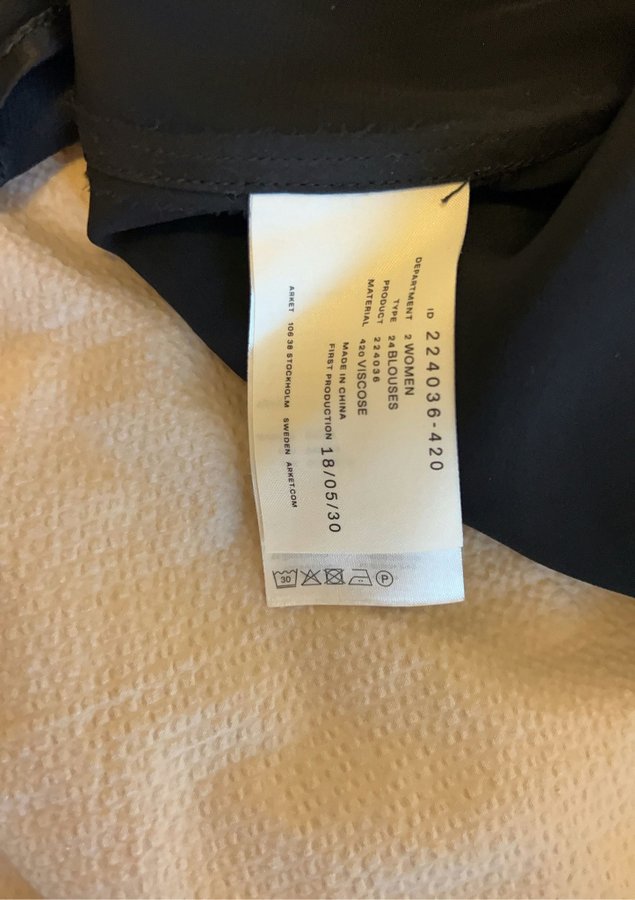 ID 224036-420
DEPARTMENT 2 WOMEN
TYPE 24 BLOUSES
PRODUCT 224036
MATERIAL 420 VISCOSE
MADE IN CHINA
FIRST PRODUCTION 18/05/30
ARKET 106 38 STOCKHOLM SWEDEN ARKET.COM
30 P